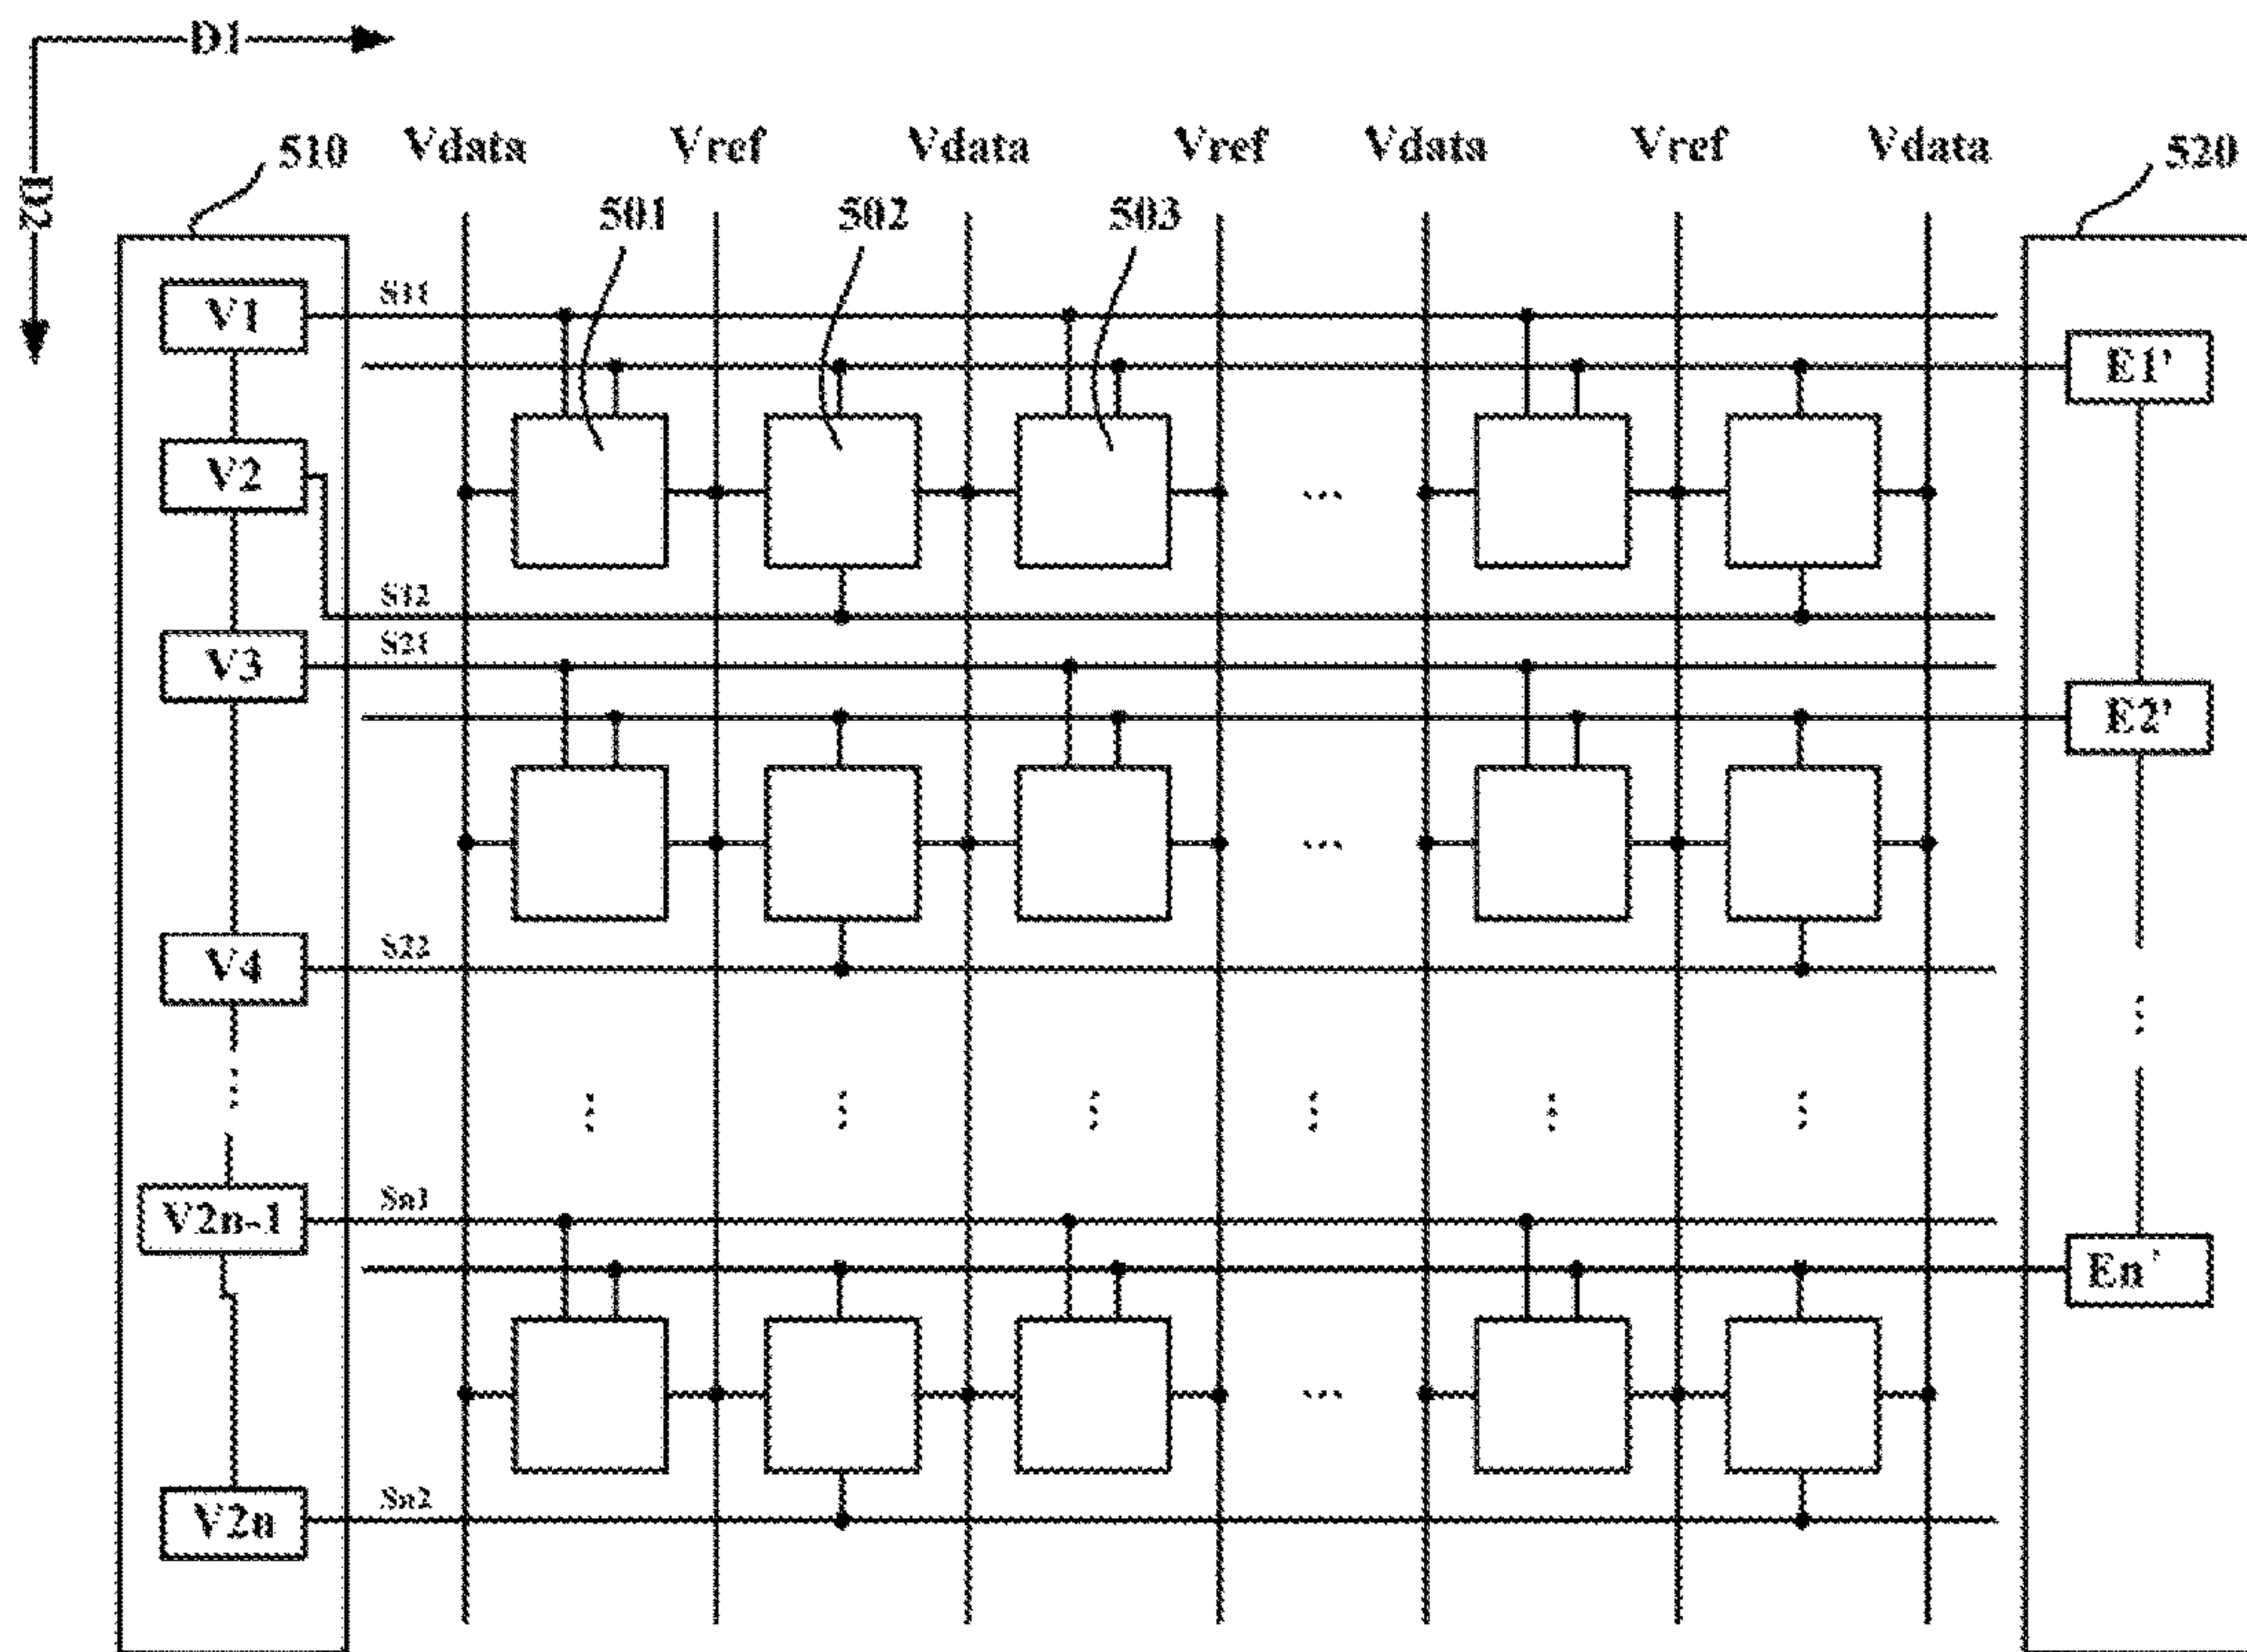 D1
D2
510
Vdata
Vref
Vdata
Vref
Vdata
Vref
Vdata
520
501
502
503
V1
S11
E1'
V2
S12
V3
S21
E2'
V4
S22
...
V2n-1
Sn1
En'
V2n
Sn2